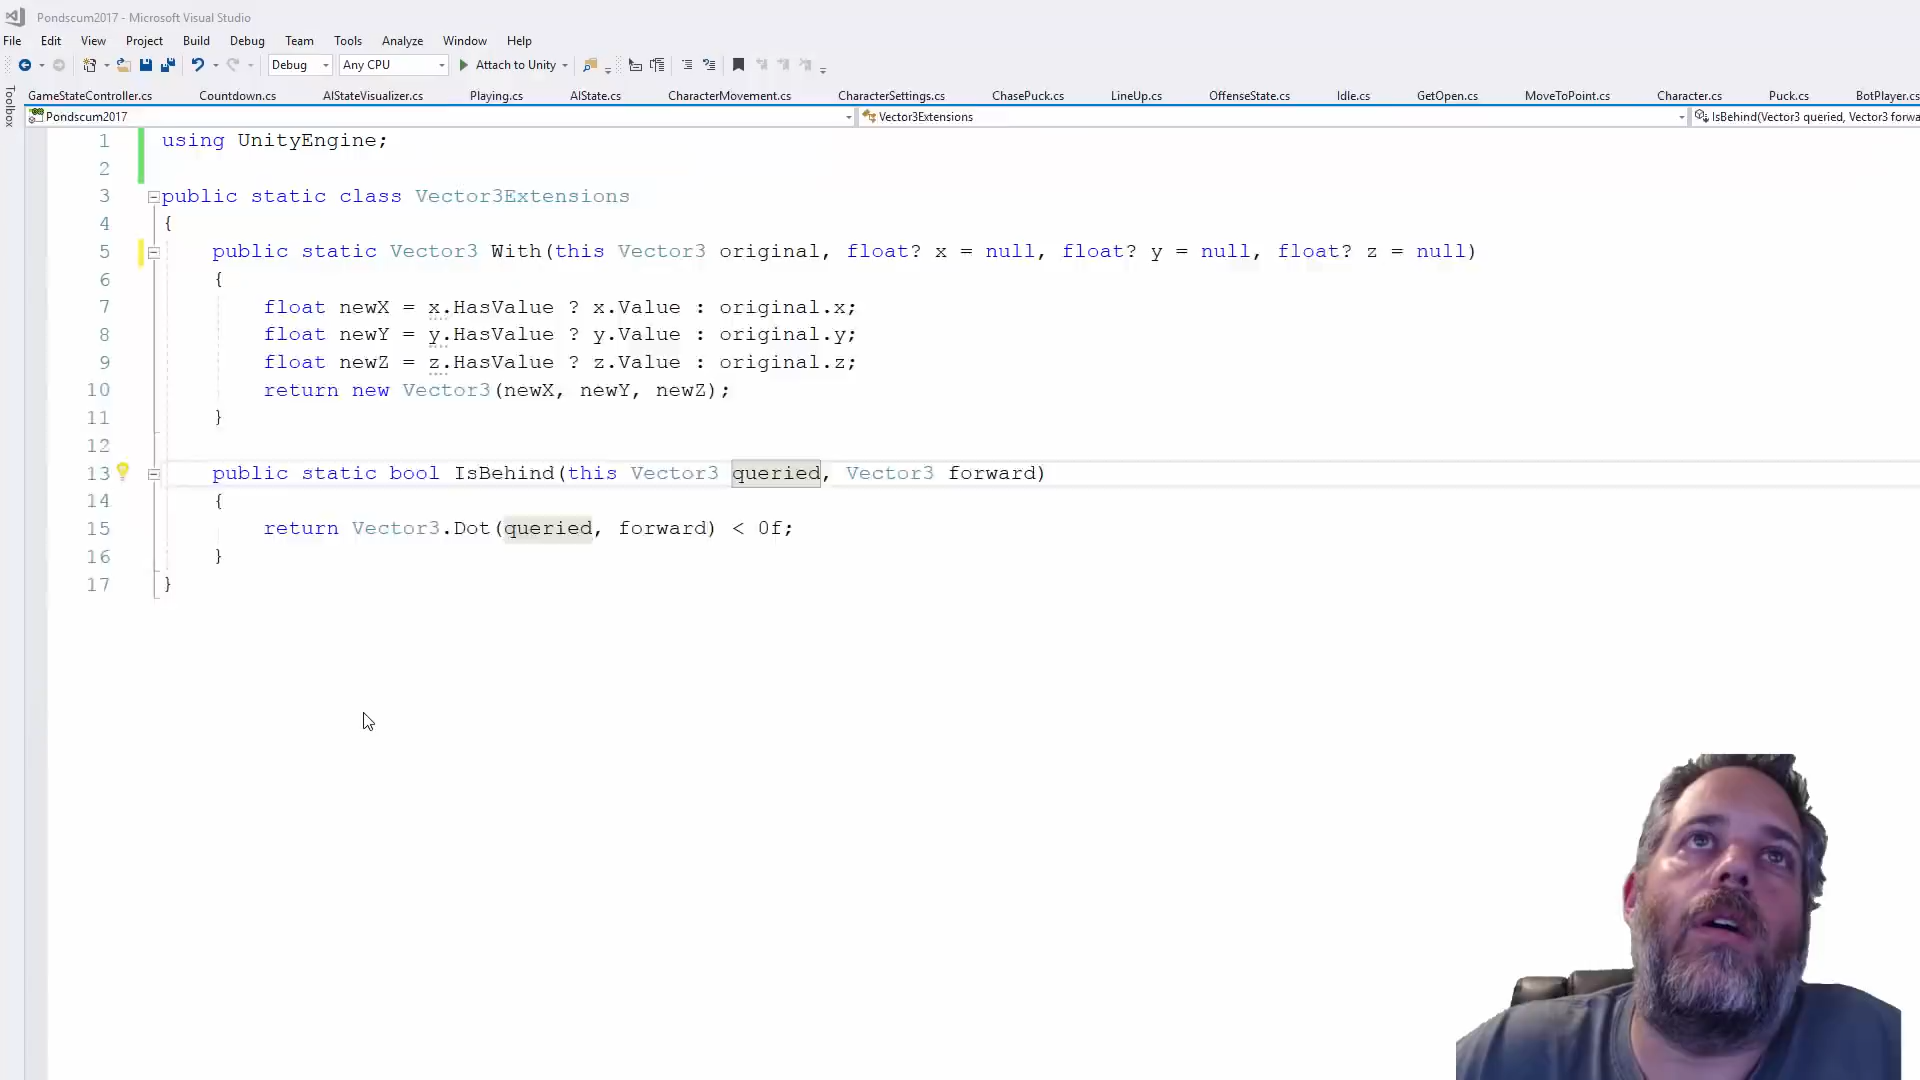 Pondscum2017 - Microsoft Visual Studio
File Edit View Project Build Debug Team Tools Analyze Window Help
Debug Any CPU Attach to Unity
Toolbox
GameStateController.cs Countdown.cs AIStateVisualizer.cs Playing.cs AIState.cs CharacterMovement.cs CharacterSettings.cs ChasePuck.cs LineUp.cs OffenseState.cs Idle.cs GetOpen.cs MoveToPoint.cs Character.cs Puck.cs BotPlayer.cs
Pondscum2017 Vector3Extensions IsBehind(Vector3 queried, Vector3 forwa
1 using UnityEngine;
2
3 public static class Vector3Extensions
4 {
5 public static Vector3 With(this Vector3 original, float? x = null, float? y = null, float? z = null)
6 {
7 float newX = x.HasValue ? x.Value : original.x;
8 float newY = y.HasValue ? y.Value : original.y;
9 float newZ = z.HasValue ? z.Value : original.z;
10 return new Vector3(newX, newY, newZ);
11 }
12
13 public static bool IsBehind(this Vector3 queried, Vector3 forward)
14 {
15 return Vector3.Dot(queried, forward) < 0f;
16 }
17 }